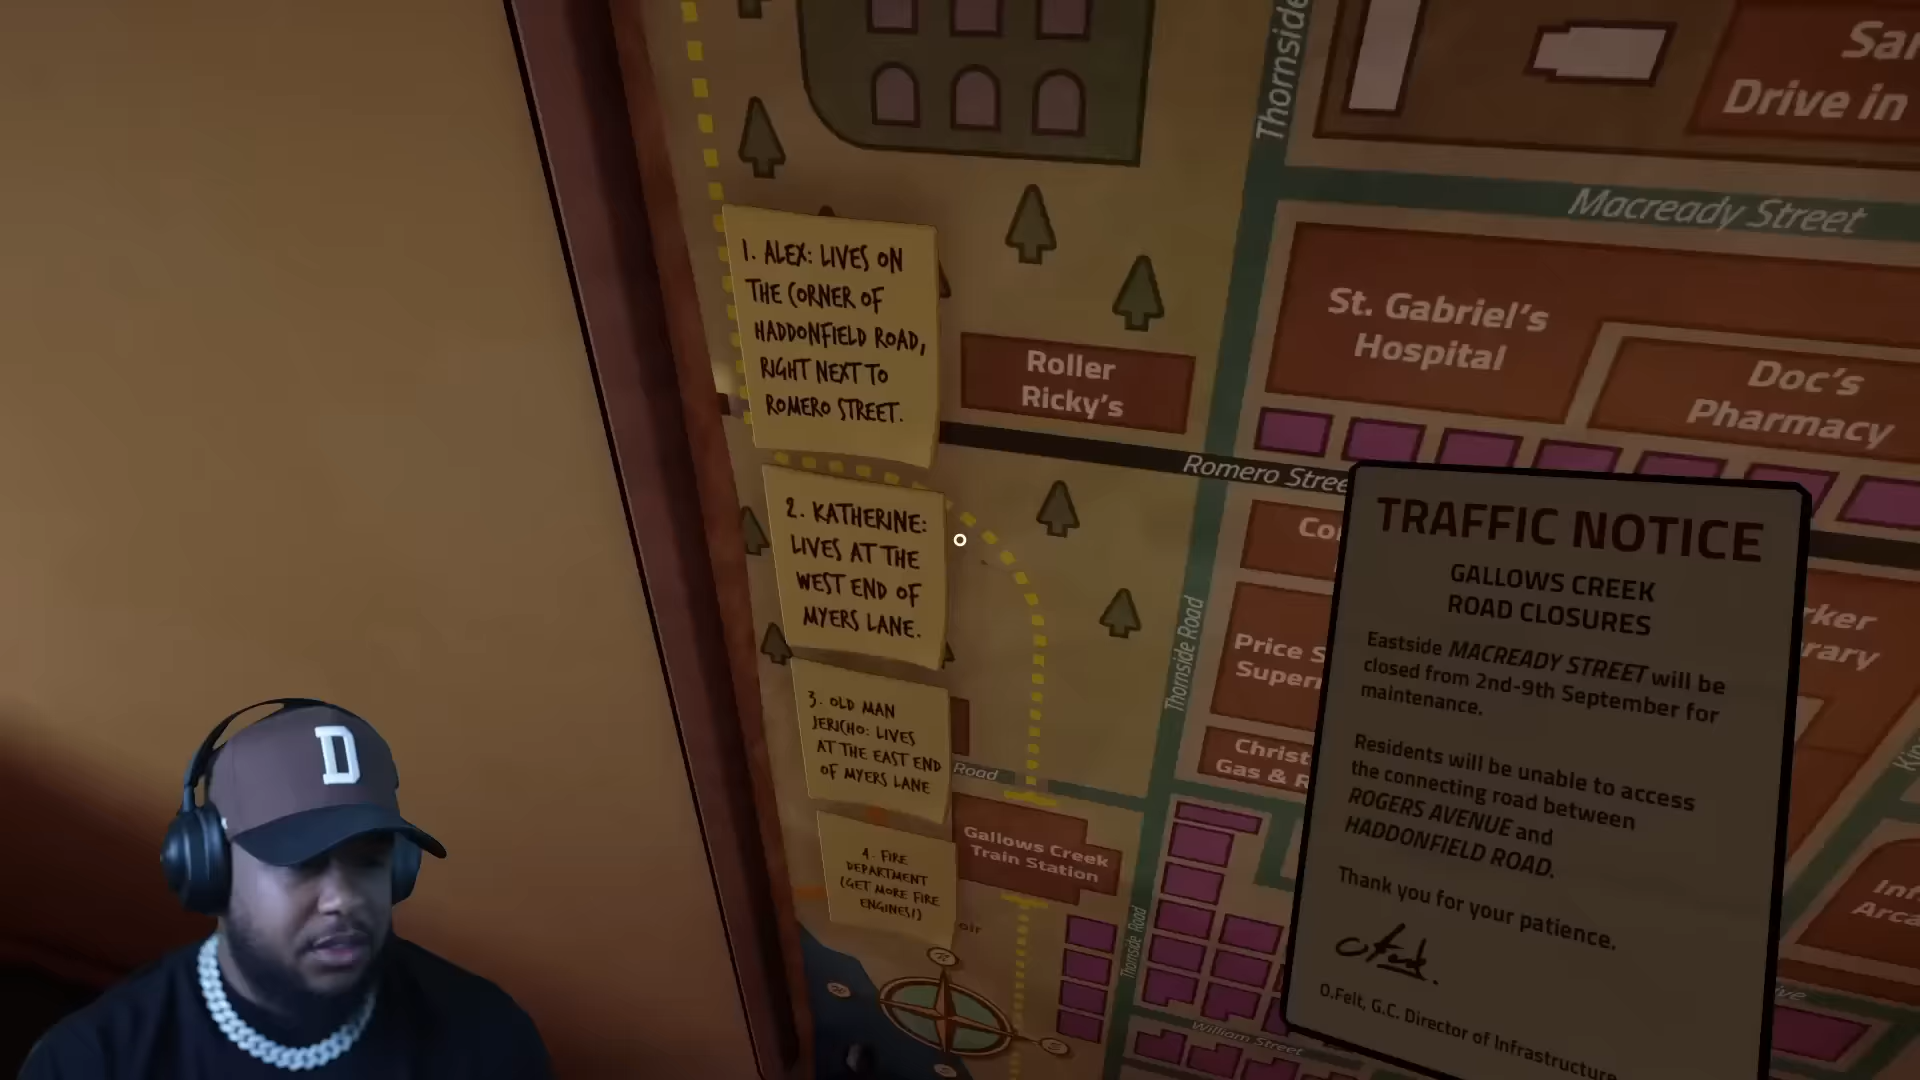 Thornside
Drive in
Macready Street
1. ALEX: LIVES ON
THE CORNER OF
HADDONFIELD ROAD,
RIGHT NEXT TO
ROMERO STREET.
Roller
Ricky's
St. Gabriel's
Hospital
Doc's
Pharmacy
Romero Stree
2. KATHERINE:
LIVES AT THE
WEST END OF
MYERS LANE.
3. OLD MAN
JERICHO: LIVES
AT THE EAST END
OF MYERS LANE
4. FIRE
DEPARTMENT
(GET MORE FIRE
ENGINES!)
Thornside Road
Price S
Christ
Gas & R
Road
Gallows Creek
Train Station
Thornside Road
William Street
TRAFFIC NOTICE
GALLOWS CREEK
ROAD CLOSURES
Eastside MACREADY STREET will be
closed from 2nd-9th September for
maintenance.
Residents will be unable to access
the connecting road between
ROGERS AVENUE and
HADDONFIELD ROAD.
Thank you for your patience.
O.Felt, G.C. Director of Infrastructure
D